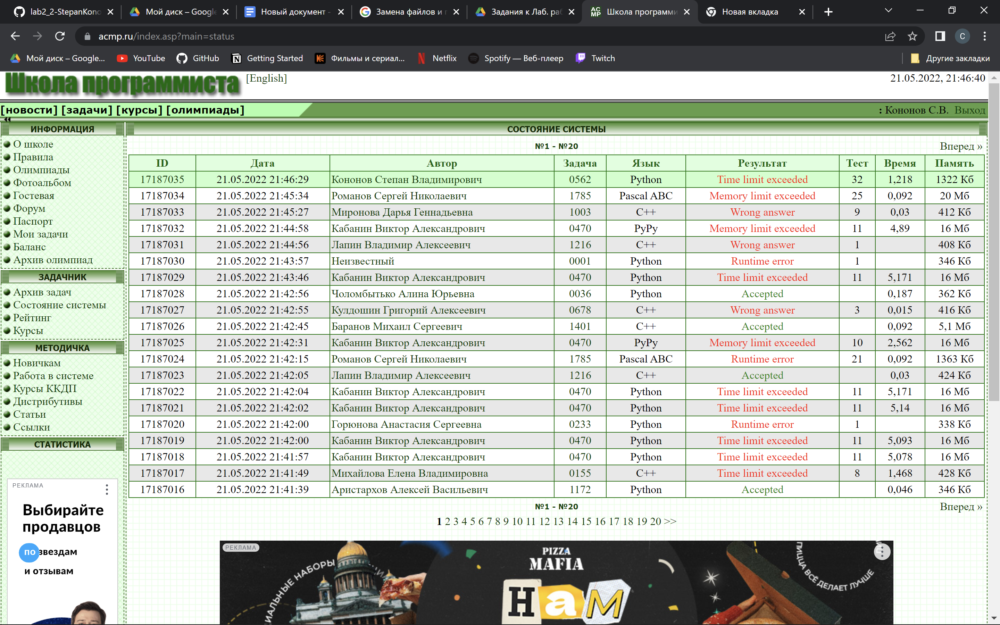 lab2_2-StepanKono
Мой диск – Google
Новый документ -
Замена файлов и п
Задания к Лаб. раб
Школа программи
Новая вкладка
acmp.ru/index.asp?main=status
С
Мой диск – Google...
YouTube
GitHub
Getting Started
Фильмы и сериал...
Netflix
Spotify — Веб-плеер
Twitch
Другие закладки
Школа программиста
[English]
21.05.2022, 21:46:40
[новости] [задачи] [курсы] [олимпиады]
: Кононов С.В. Выход
ИНФОРМАЦИЯ
О школе
Правила
Олимпиады
Фотоальбом
Гостевая
Форум
Паспорт
Мои задачи
Баланс
Архив олимпиад
ЗАДАЧНИК
Архив задач
Состояние системы
Рейтинг
Курсы
МЕТОДИЧКА
Новичкам
Работа в системе
Курсы ККДП
Дистрибутивы
Статьи
Ссылки
СТАТИСТИКА
РЕКЛАМА
Выбирайте
продавцов
по звездам
и отзывам
СОСТОЯНИЕ СИСТЕМЫ
№1 - №20 Вперед »
ID Дата Автор Задача Язык Результат Тест Время Память
17187035 21.05.2022 21:46:29 Кононов Степан Владимирович 0562 Python Time limit exceeded 32 1,218 1322 Кб
17187034 21.05.2022 21:45:34 Романов Сергей Николаевич 1785 Pascal ABC Memory limit exceeded 25 0,092 20 Мб
17187033 21.05.2022 21:45:27 Миронова Дарья Геннадьевна 1003 C++ Wrong answer 9 0,03 412 Кб
17187032 21.05.2022 21:44:58 Кабанин Виктор Александрович 0470 PyPy Memory limit exceeded 11 4,89 16 Мб
17187031 21.05.2022 21:44:56 Лапин Владимир Алексеевич 1216 C++ Wrong answer 1 408 Кб
17187030 21.05.2022 21:43:57 Неизвестный 0001 Python Runtime error 1 346 Кб
17187029 21.05.2022 21:43:46 Кабанин Виктор Александрович 0470 Python Time limit exceeded 11 5,171 16 Мб
17187028 21.05.2022 21:42:56 Чоломбытько Алина Юрьевна 0036 Python Accepted 0,187 362 Кб
17187027 21.05.2022 21:42:55 Кулдошин Григорий Алексеевич 0678 C++ Wrong answer 3 0,015 416 Кб
17187026 21.05.2022 21:42:45 Баранов Михаил Сергеевич 1401 C++ Accepted 0,092 5,1 Мб
17187025 21.05.2022 21:42:31 Кабанин Виктор Александрович 0470 PyPy Memory limit exceeded 10 2,562 16 Мб
17187024 21.05.2022 21:42:15 Романов Сергей Николаевич 1785 Pascal ABC Runtime error 21 0,092 1363 Кб
17187023 21.05.2022 21:42:05 Лапин Владимир Алексеевич 1216 C++ Accepted 0,03 424 Кб
17187022 21.05.2022 21:42:04 Кабанин Виктор Александрович 0470 Python Time limit exceeded 11 5,171 16 Мб
17187021 21.05.2022 21:42:02 Кабанин Виктор Александрович 0470 Python Time limit exceeded 11 5,14 16 Мб
17187020 21.05.2022 21:42:00 Горюнова Анастасия Сергеевна 0233 Python Runtime error 1 338 Кб
17187019 21.05.2022 21:42:00 Кабанин Виктор Александрович 0470 Python Time limit exceeded 11 5,093 16 Мб
17187018 21.05.2022 21:41:57 Кабанин Виктор Александрович 0470 Python Time limit exceeded 11 5,078 16 Мб
17187017 21.05.2022 21:41:49 Михайлова Елена Владимировна 0155 C++ Time limit exceeded 8 1,468 428 Кб
17187016 21.05.2022 21:41:39 Аристархов Алексей Васильевич 1172 Python Accepted 0,046 346 Кб
№1 - №20 Вперед »
1 2 3 4 5 6 7 8 9 10 11 12 13 14 15 16 17 18 19 20 >>
РЕКЛАМА
НАБОРЫ
PIZZA
MAFIA
НаМ
ПИЦЦА ВСЁ ДЕЛАЕТ ЛУЧШЕ